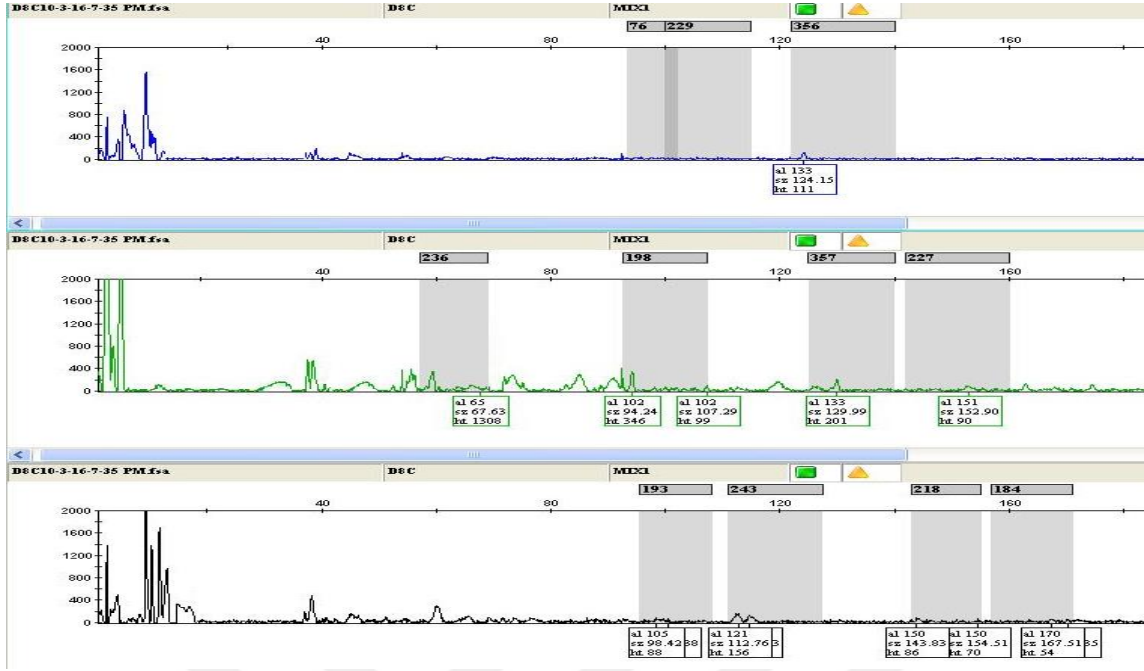 D8C10-3-16-7-35 PM.fsa D8C MIX1
76 229 356
40 80 120 160
2000
1600
1200
800
400
0
al 133
sz 124.15
ht 111
D8C10-3-16-7-35 PM.fsa D8C MIX1
236 198 357 227
40 80 120 160
2000
1600
1200
800
400
0
al 65
sz 67.63
ht 1308
al 102
sz 94.24
ht 346
al 102
sz 107.29
ht 99
al 133
sz 129.99
ht 201
al 151
sz 152.90
ht 90
D8C10-3-16-7-35 PM.fsa D8C MIX1
193 243 218 184
40 80 120 160
2000
1600
1200
800
400
0
al 105
sz 98.42
ht 88
al 121
sz 112.76
ht 156
al 150
sz 143.83
ht 86
al 150
sz 154.51
ht 70
al 170
sz 167.51
ht 54